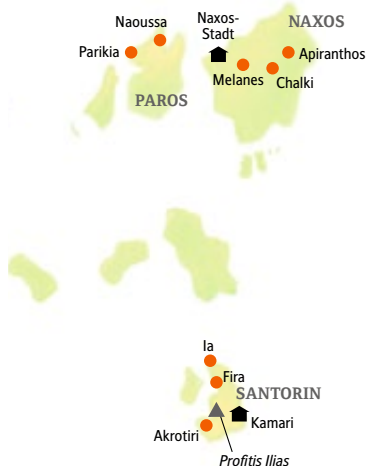 Naoussa
Naxos-
Stadt
NAXOS
Parikia
Apiranthos
Melanes
Chalki
PAROS
Ia
Fira
SANTORIN
Kamari
Akrotiri
Profitis Ilias